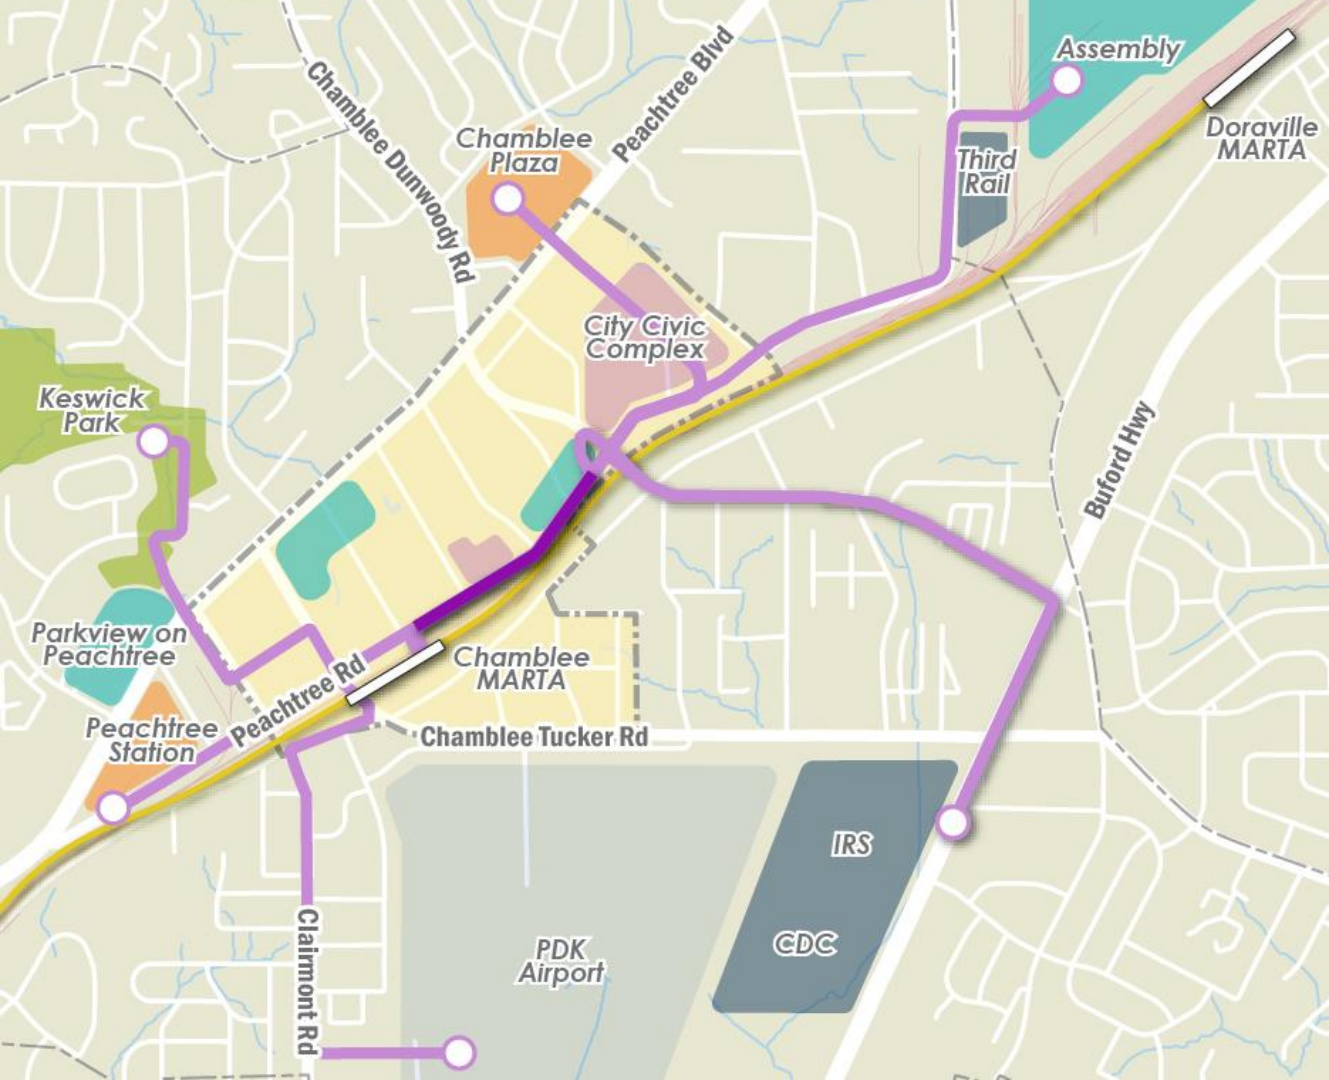 Assembly
Peachtree Blvd
Chamblee Dunwoody Rd
Doraville
MARTA
Chamblee
Plaza
Third
Rail
City Civic
Complex
Keswick
Park
Buford Hwy
Parkview on
Peachtree
Chamblee
MARTA
Peachtree Rd
Peachtree
Station
Chamblee Tucker Rd
IRS
CDC
PDK
Airport
Clairmont Rd